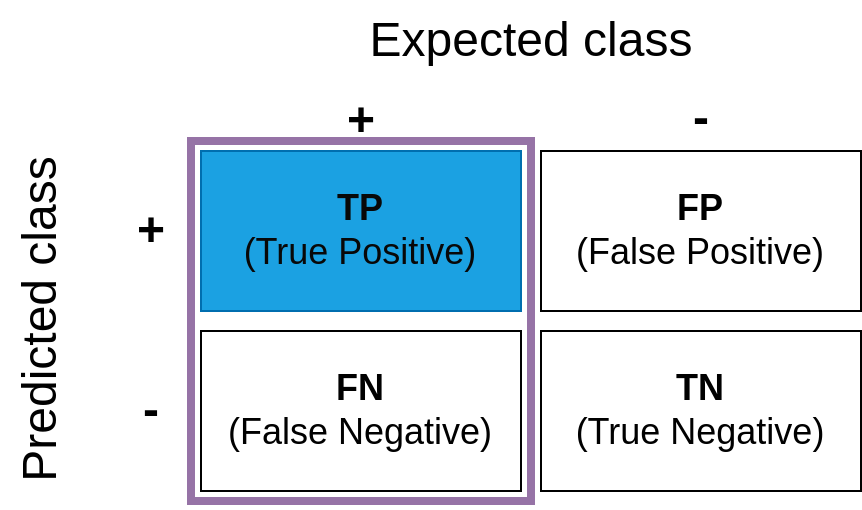 Expected class
+ -
Predicted class
+
TP
(True Positive)
FP
(False Positive)
-
FN
(False Negative)
TN
(True Negative)